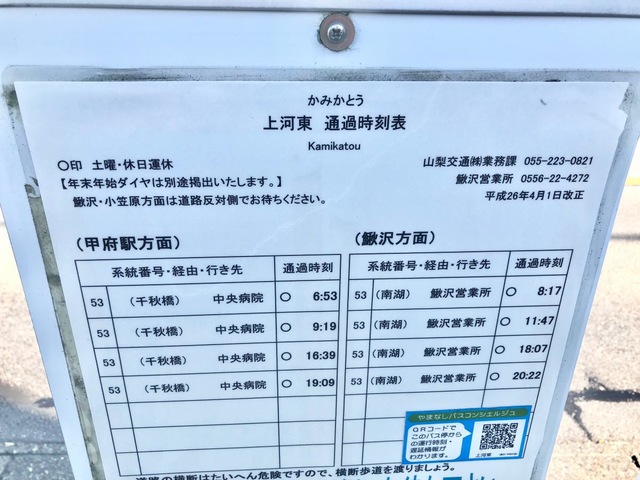 かみかとう
上河東 通過時刻表
Kamikatou
〇印 土曜・休日運休
【年末年始ダイヤは別途掲出いたします。】
鰍沢・小笠原方面は道路反対側でお待ちください。
山梨交通㈱業務課 055-223-0821
鰍沢営業所 0556-22-4272
平成26年4月1日改正
(甲府駅方面)
系統番号・経由・行き先 通過時刻
53 (千秋橋) 中央病院 〇 6:53
53 (千秋橋) 中央病院 〇 9:19
53 (千秋橋) 中央病院 〇 16:39
53 (千秋橋) 中央病院 〇 19:09
(鰍沢方面)
系統番号・経由・行き先 通過時刻
53 (南湖) 鰍沢営業所 〇 8:17
53 (南湖) 鰍沢営業所 〇 11:47
53 (南湖) 鰍沢営業所 〇 18:07
53 (南湖) 鰍沢営業所 〇 20:22
やまなしバスコンシェルジュ
QRコードで
このバス停から
の運行時刻・
遅延情報が
わかります。
上河東
道路の横断はたいへん危険ですので、横断歩道を渡りましょう。